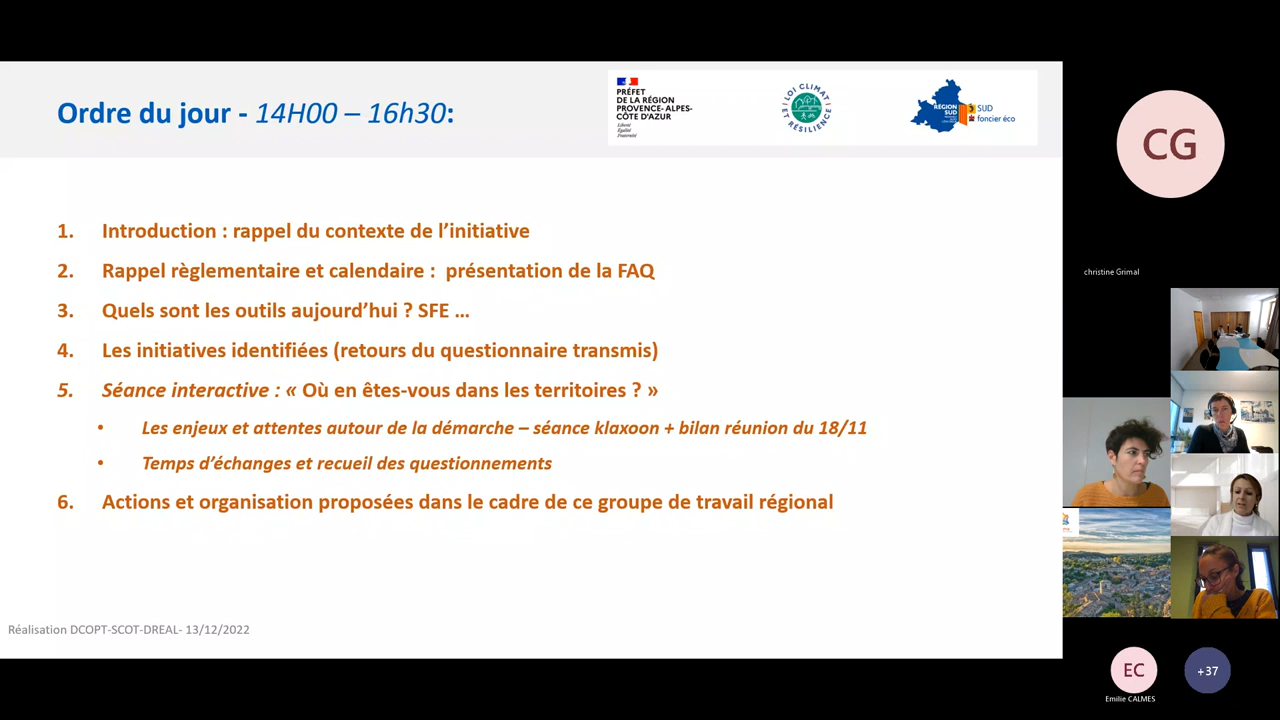 Ordre du jour - 14H00 – 16h30:
PRÉFET
DE LA RÉGION
PROVENCE-ALPES-
CÔTE D'AZUR
Liberté
Égalité
Fraternité
LOI CLIMAT
ET RÉSILIENCE
RÉGION
SUD
SUD
foncier éco
1. Introduction : rappel du contexte de l’initiative
2. Rappel règlementaire et calendaire :  présentation de la FAQ
3. Quels sont les outils aujourd’hui ? SFE …
4. Les initiatives identifiées (retours du questionnaire transmis)
5. Séance interactive : « Où en êtes-vous dans les territoires ? »
• Les enjeux et attentes autour de la démarche – séance klaxoon + bilan réunion du 18/11
• Temps d’échanges et recueil des questionnements
6. Actions et organisation proposées dans le cadre de ce groupe de travail régional
Réalisation DCOPT-SCOT-DREAL- 13/12/2022
CG
christine Grimal
EC
Emilie CALMES
+37